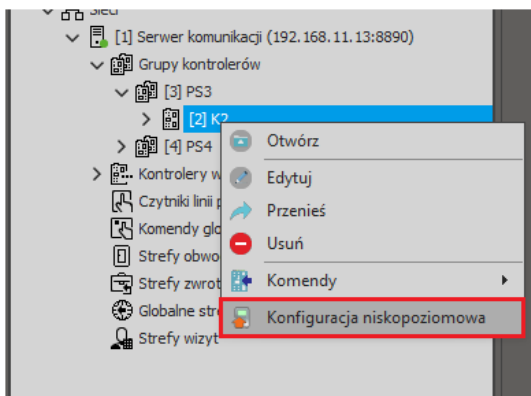 Sieci
[1] Serwer komunikacji (192.168.11.13:8890)
Grupy kontrolerów
[3] PS3
[2] K2
[4] PS4
Kontrolery w
Czytniki linii
Komendy glo
Strefy obwo
Strefy zwrot
Globalne stre
Strefy wizyt
Otwórz
Edytuj
Przenieś
Usuń
Komendy
Konfiguracja niskopoziomowa